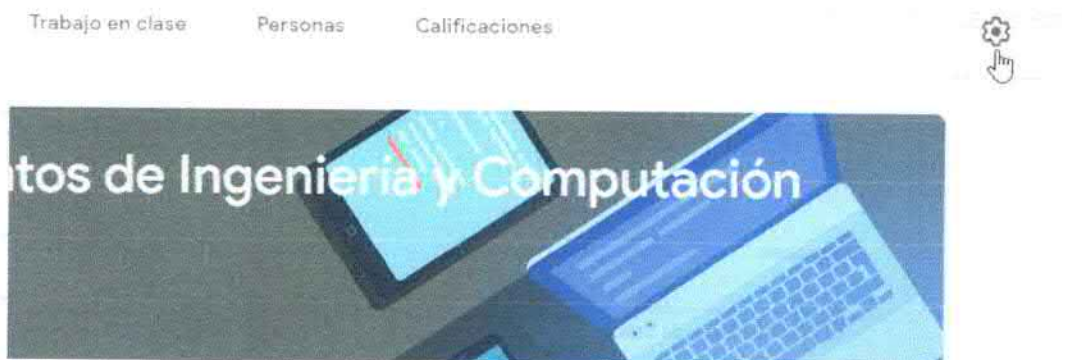 Trabajo en clase Personas Calificaciones
tos de Ingeniería y Computación